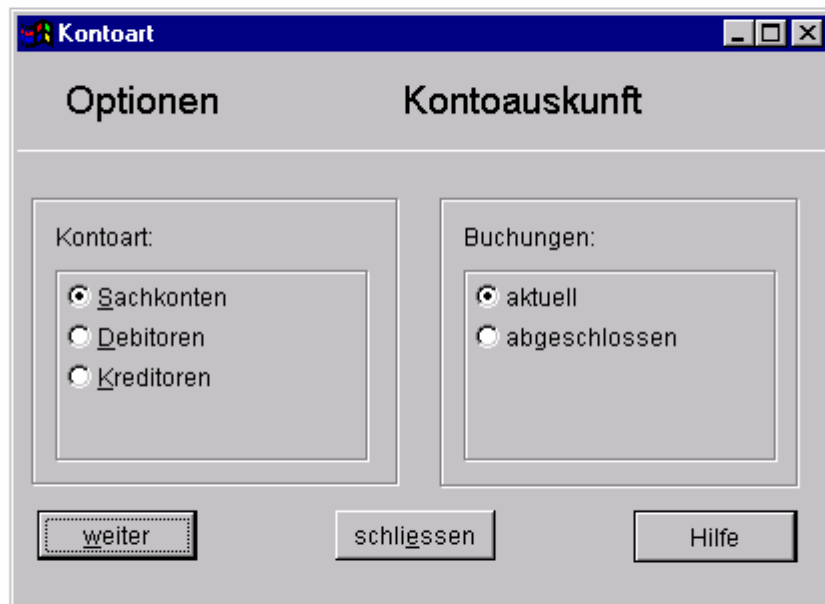 Kontoart
Optionen Kontoauskunft
Kontoart:
Sachkonten
Debitoren
Kreditoren
Buchungen:
aktuell
abgeschlossen
weiter schliessen Hilfe